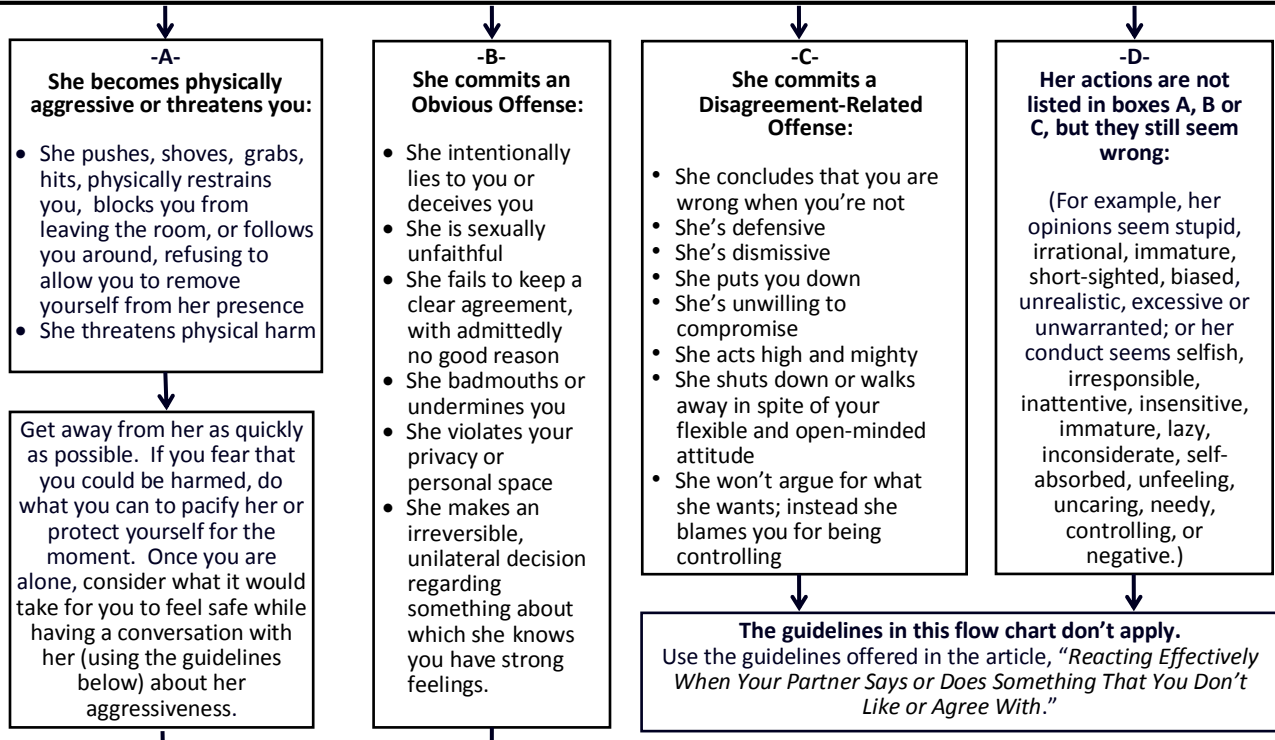 -A-
She becomes physically
aggressive or threatens you:
• She pushes, shoves, grabs,
hits, physically restrains
you, blocks you from
leaving the room, or follows
you around, refusing to
allow you to remove
yourself from her presence
• She threatens physical harm
Get away from her as quickly
as possible. If you fear that
you could be harmed, do
what you can to pacify her or
protect yourself for the
moment. Once you are
alone, consider what it would
take for you to feel safe while
having a conversation with
her (using the guidelines
below) about her
aggressiveness.
-B-
She commits an
Obvious Offense:
• She intentionally
lies to you or
deceives you
• She is sexually
unfaithful
• She fails to keep a
clear agreement,
with admittedly
no good reason
• She badmouths or
undermines you
• She violates your
privacy or
personal space
• She makes an
irreversible,
unilateral decision
regarding
something about
which she knows
you have strong
feelings.
-C-
She commits a
Disagreement-Related
Offense:
• She concludes that you are
wrong when you’re not
• She’s defensive
• She’s dismissive
• She puts you down
• She’s unwilling to
compromise
• She acts high and mighty
• She shuts down or walks
away in spite of your
flexible and open-minded
attitude
• She won’t argue for what
she wants; instead she
blames you for being
controlling
-D-
Her actions are not
listed in boxes A, B or
C, but they still seem
wrong:
(For example, her
opinions seem stupid,
irrational, immature,
short-sighted, biased,
unrealistic, excessive or
unwarranted; or her
conduct seems selfish,
irresponsible,
inattentive, insensitive,
immature, lazy,
inconsiderate, self-
absorbed, unfeeling,
uncaring, needy,
controlling, or
negative.)
The guidelines in this flow chart don’t apply.
Use the guidelines offered in the article, “Reacting Effectively
When Your Partner Says or Does Something That You Don’t
Like or Agree With.”